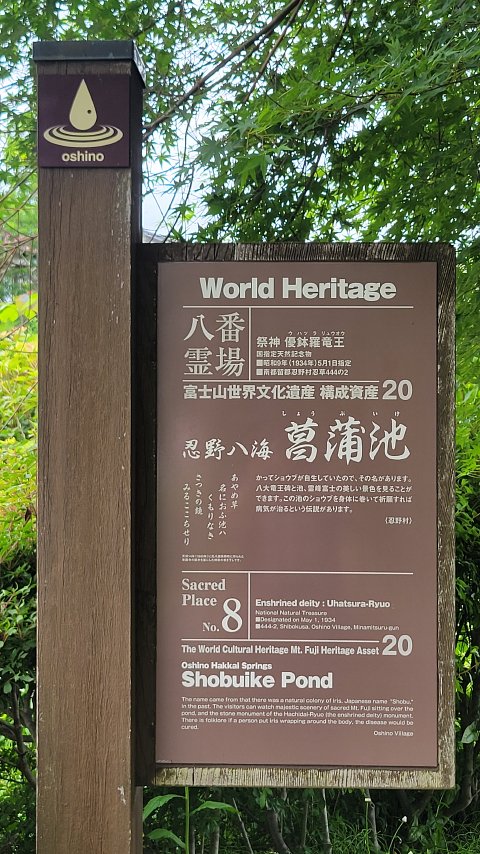 oshino
World Heritage
八番
霊場
ウハツラリュウオウ
祭神 優鉢羅竜王
国指定天然記念物
■昭和9年(1934年)5月1日指定
■南都留郡忍野村忍草444の2
富士山世界文化遺産 構成資産 20
しょうぶいけ
忍野八海 菖蒲池
あやめ草
名におふ池ハ
くもりなき
さつきの鏡
みるここちせり
かつてショウブが自生していたので、その名があります。
八大竜王碑と池、霊峰富士の美しい景色を見ることが
できます。この池のショウブを身体に巻いて祈願すれば
病気が治るという伝説があります。
(忍野村)
Sacred
Place
No. 8
Enshrined deity : Uhatsura-Ryuo
National Natural Treasure
■Designated on May 1, 1934
■444-2, Shibokusa, Oshino Village, Minamitsuru-gun
The World Cultural Heritage Mt. Fuji Heritage Asset 20
Oshino Hakkai Springs
Shobuike Pond
The name came from that there was a natural colony of iris, Japanese name "Shobu,"
in the past. The visitors can watch majestic scenery of sacred Mt. Fuji sitting over the
pond, and the stone monument of the Hachidai-Ryuo (the enshrined deity) monument.
There is folklore if a person put iris wrapping around the body, the disease would be
cured.
Oshino Village